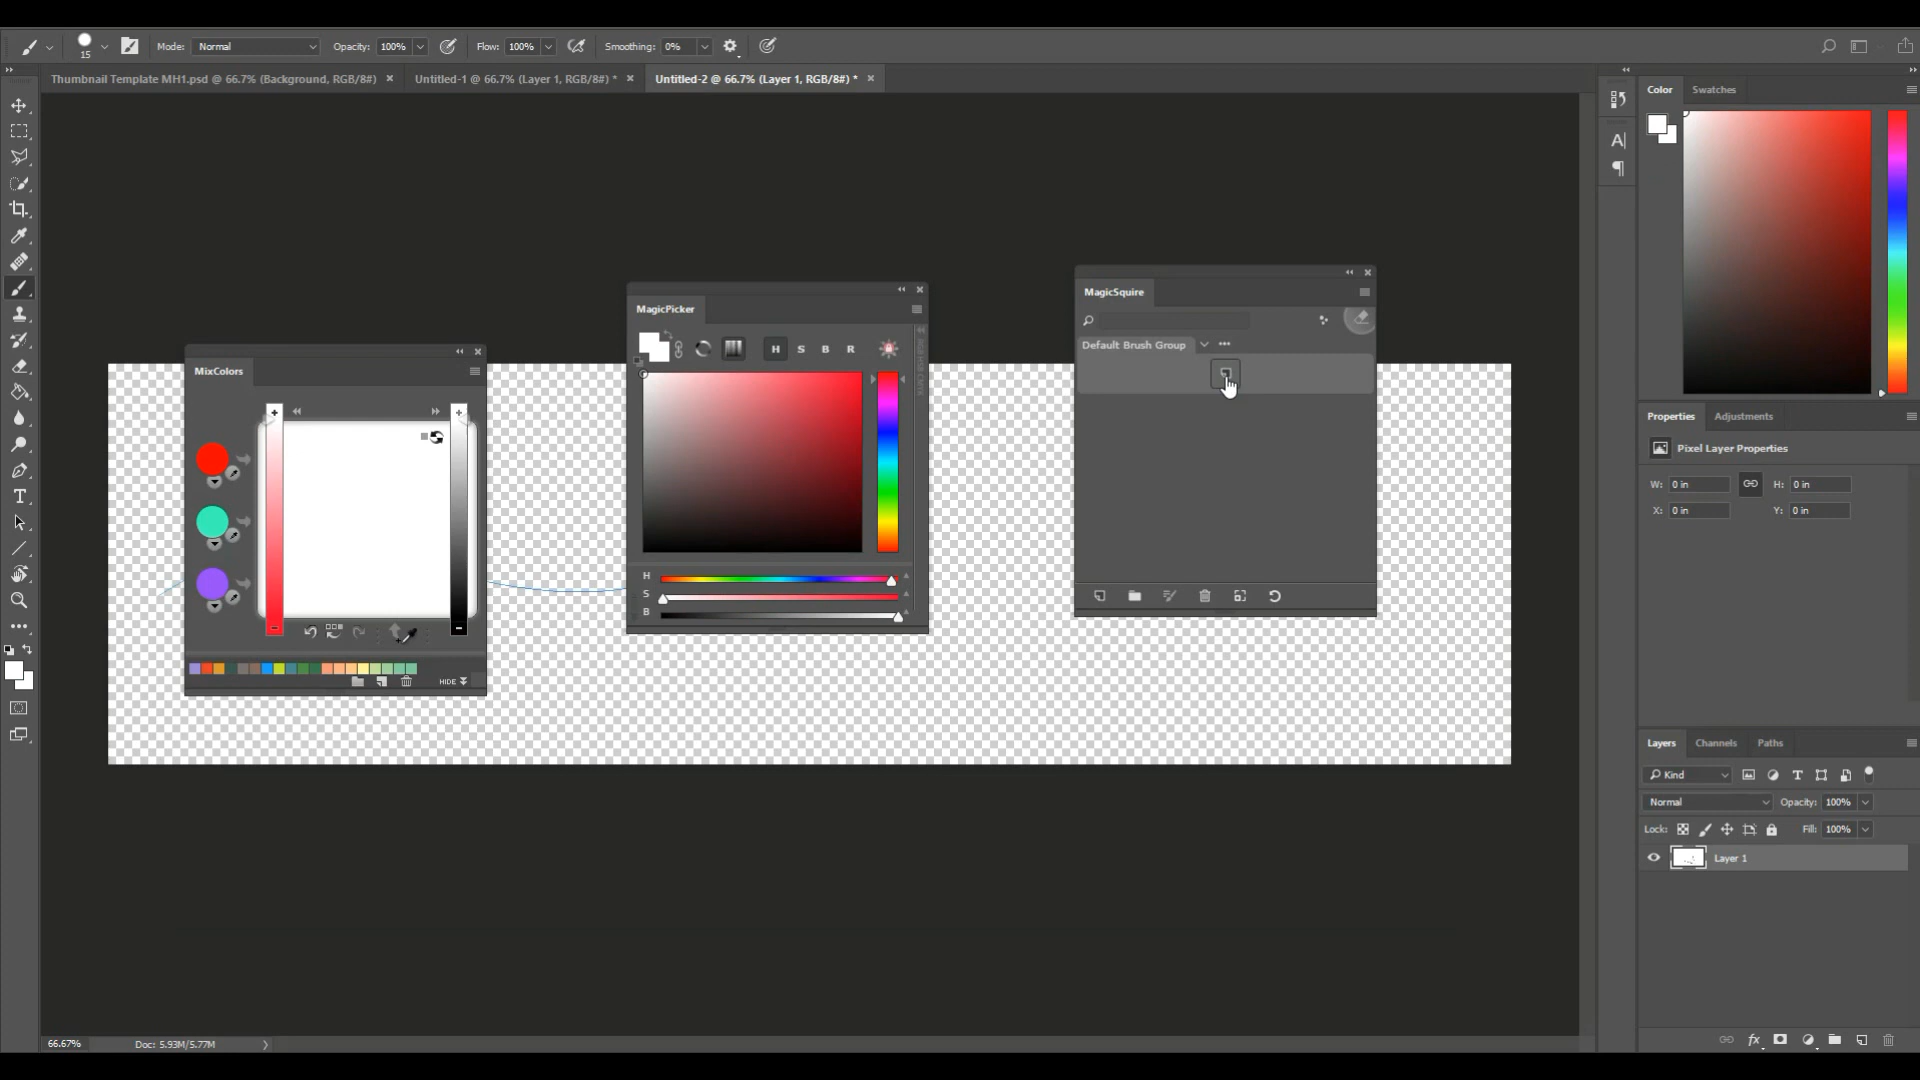 15
Mode: Normal
Opacity: 100%
Flow: 100%
Smoothing: 0%
Thumbnail Template MH1.psd @ 66.7% (Background, RGB/8#)
Untitled-1 @ 66.7% (Layer 1, RGB/8#) *
Untitled-2 @ 66.7% (Layer 1, RGB/8#) *
Color
Swatches
MagicSquire
Default Brush Group
MagicPicker
H
S
B
R
H
S
B
MixColors
HIDE
Properties
Adjustments
Pixel Layer Properties
W: 0 in
H: 0 in
X: 0 in
Y: 0 in
Layers
Channels
Paths
Kind
Normal
Opacity: 100%
Lock:
Fill: 100%
Layer 1
66.67%
Doc: 5.93M/5.77M